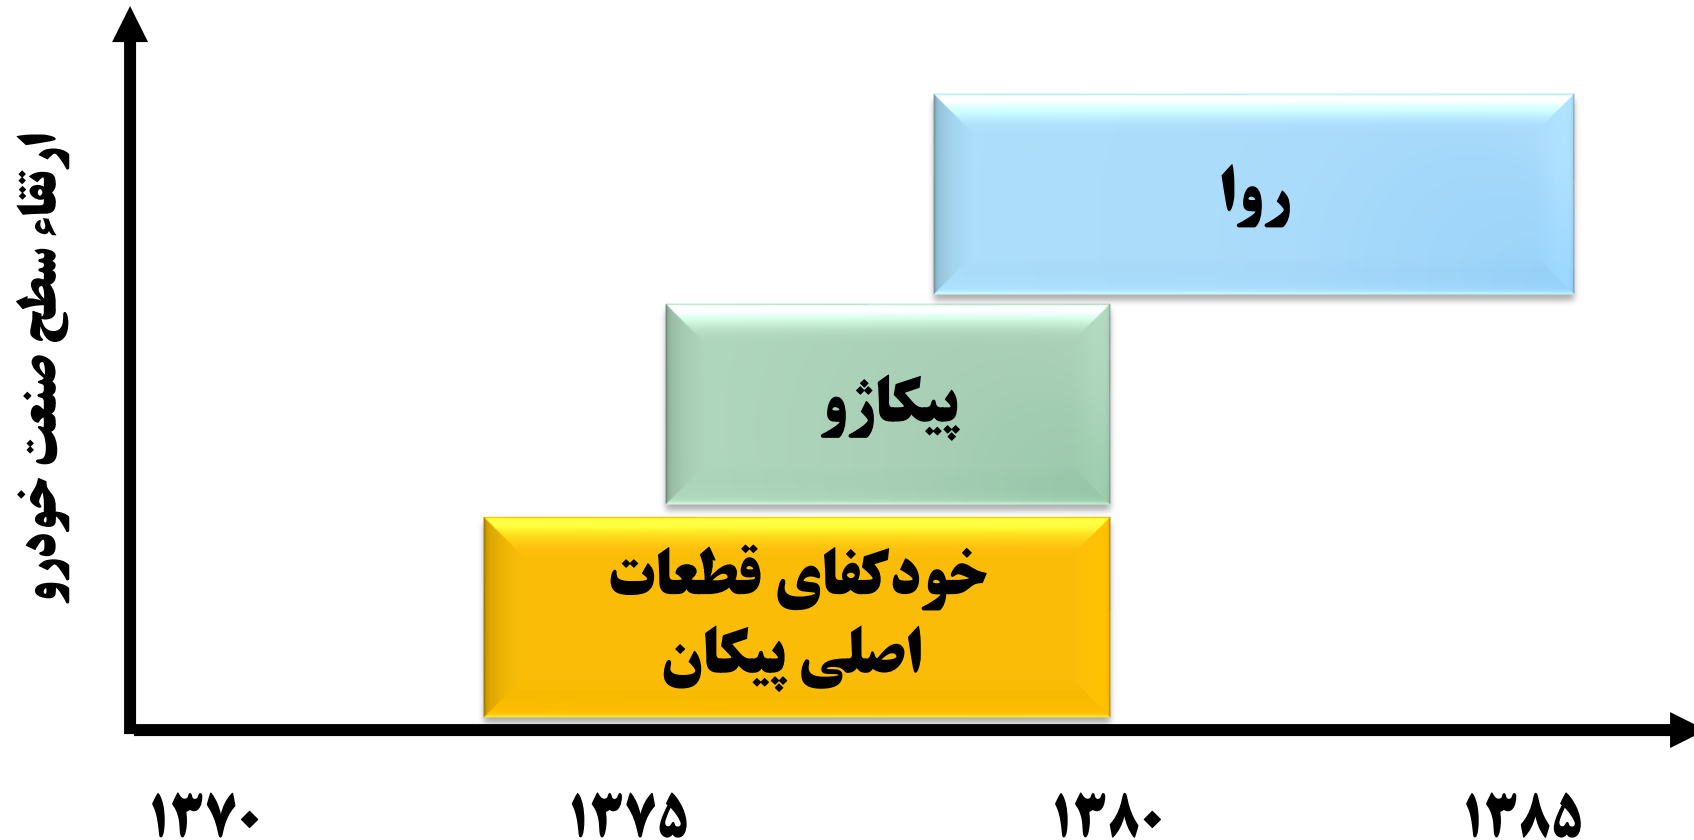 ارتقاء سطح صنعت خودرو
روا
پیکاژو
خودکفای قطعات
اصلی پیکان
۱۳۷۰
۱۳۷۵
۱۳۸۰
۱۳۸۵